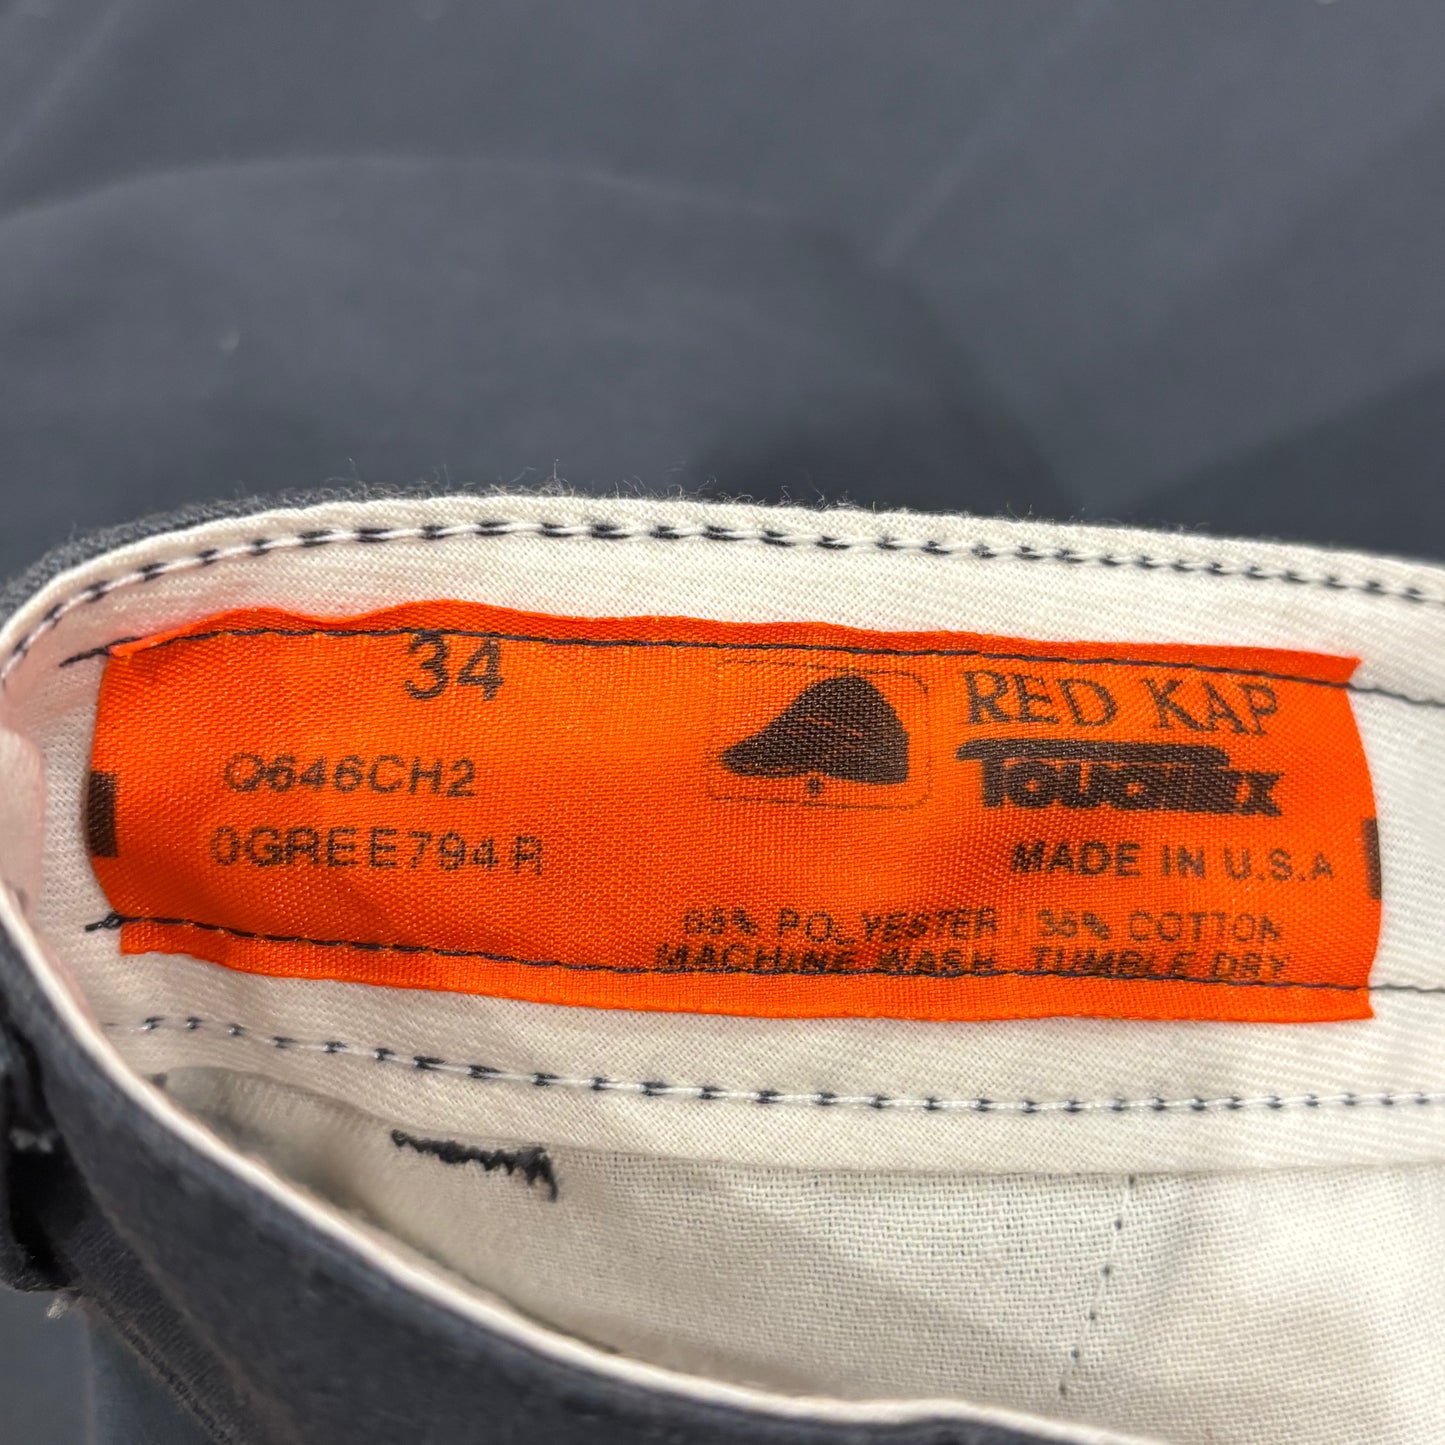 34
Q646CH2
0GREE794R
RED KAP
TOUCHTEX
MADE IN U.S.A
65% POLYESTER 35% COTTON
MACHINE WASH TUMBLE DRY